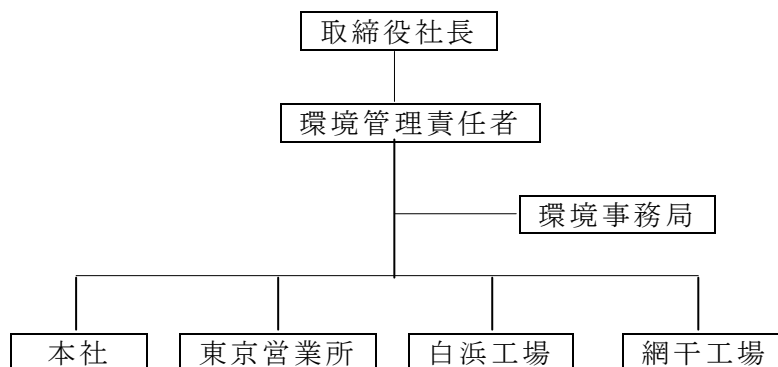 取締役社長
環境管理責任者
環境事務局
本社
東京営業所
白浜工場
網干工場